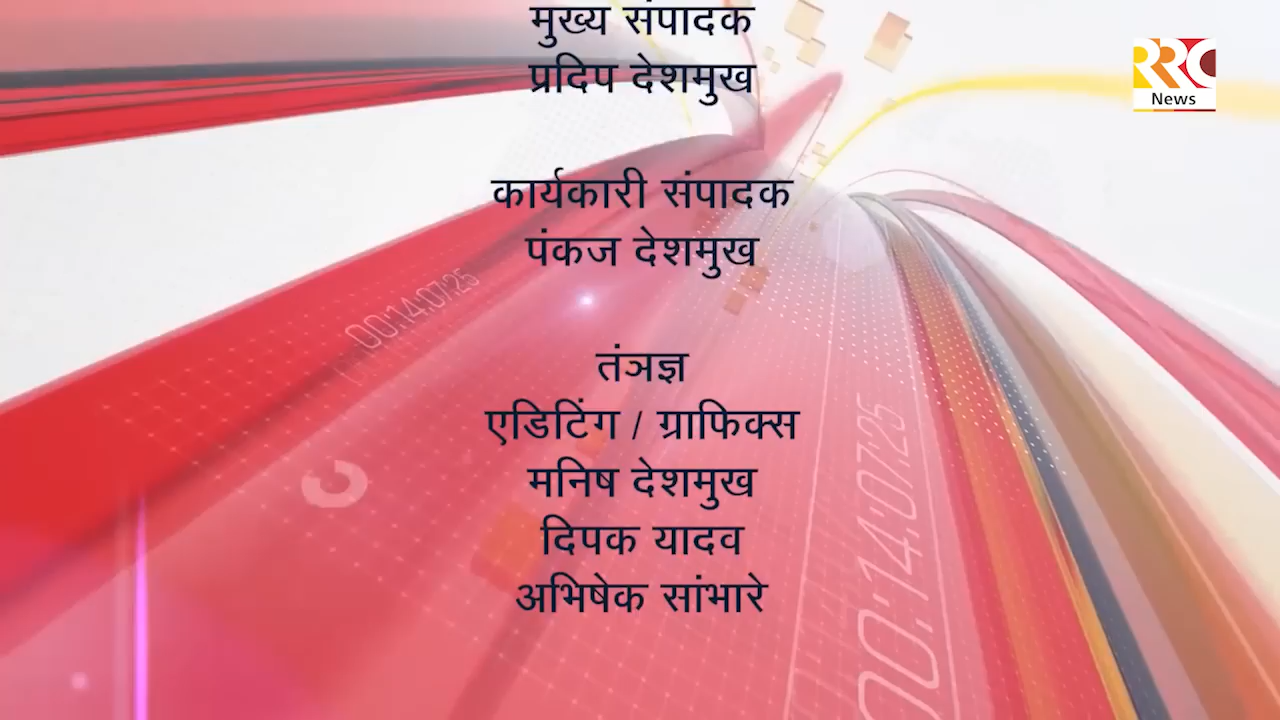 मुख्य संपादक
प्रदिप देशमुख
RRC
News
कार्यकारी संपादक
पंकज देशमुख
00:14:07/25
तंञज्ञ
एडिटिंग / ग्राफिक्स
मनिष देशमुख
दिपक यादव
अभिषेक सांभारे
00:14:07:25